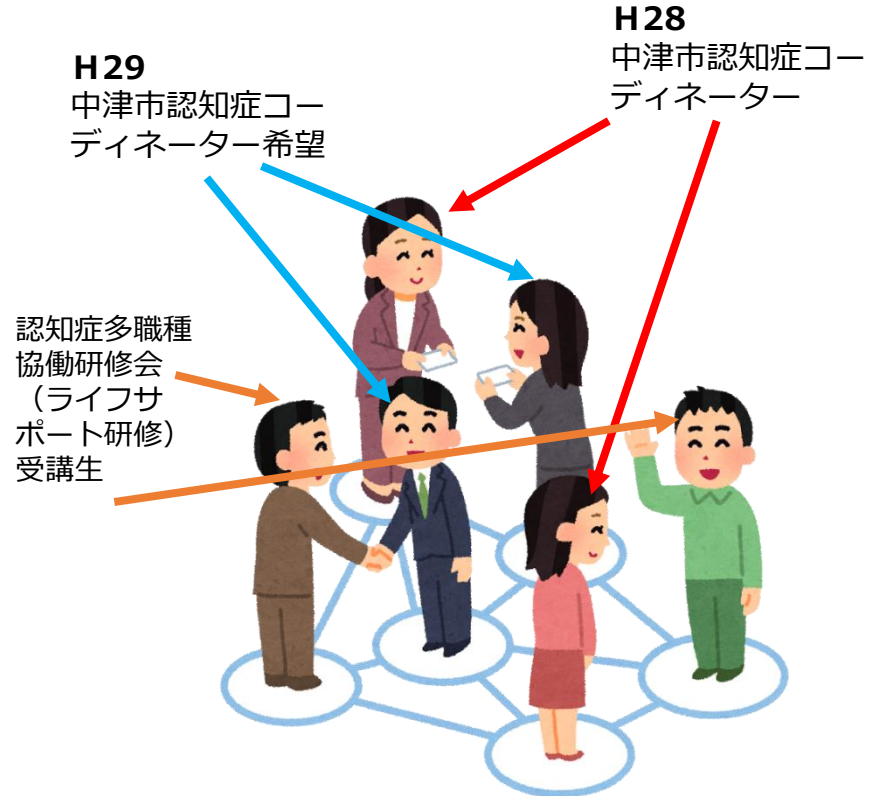 H28
中津市認知症コー
ディネーター
H29
中津市認知症コー
ディネーター希望
認知症多職種
協働研修会
（ライフサ
ポート研修）
受講生